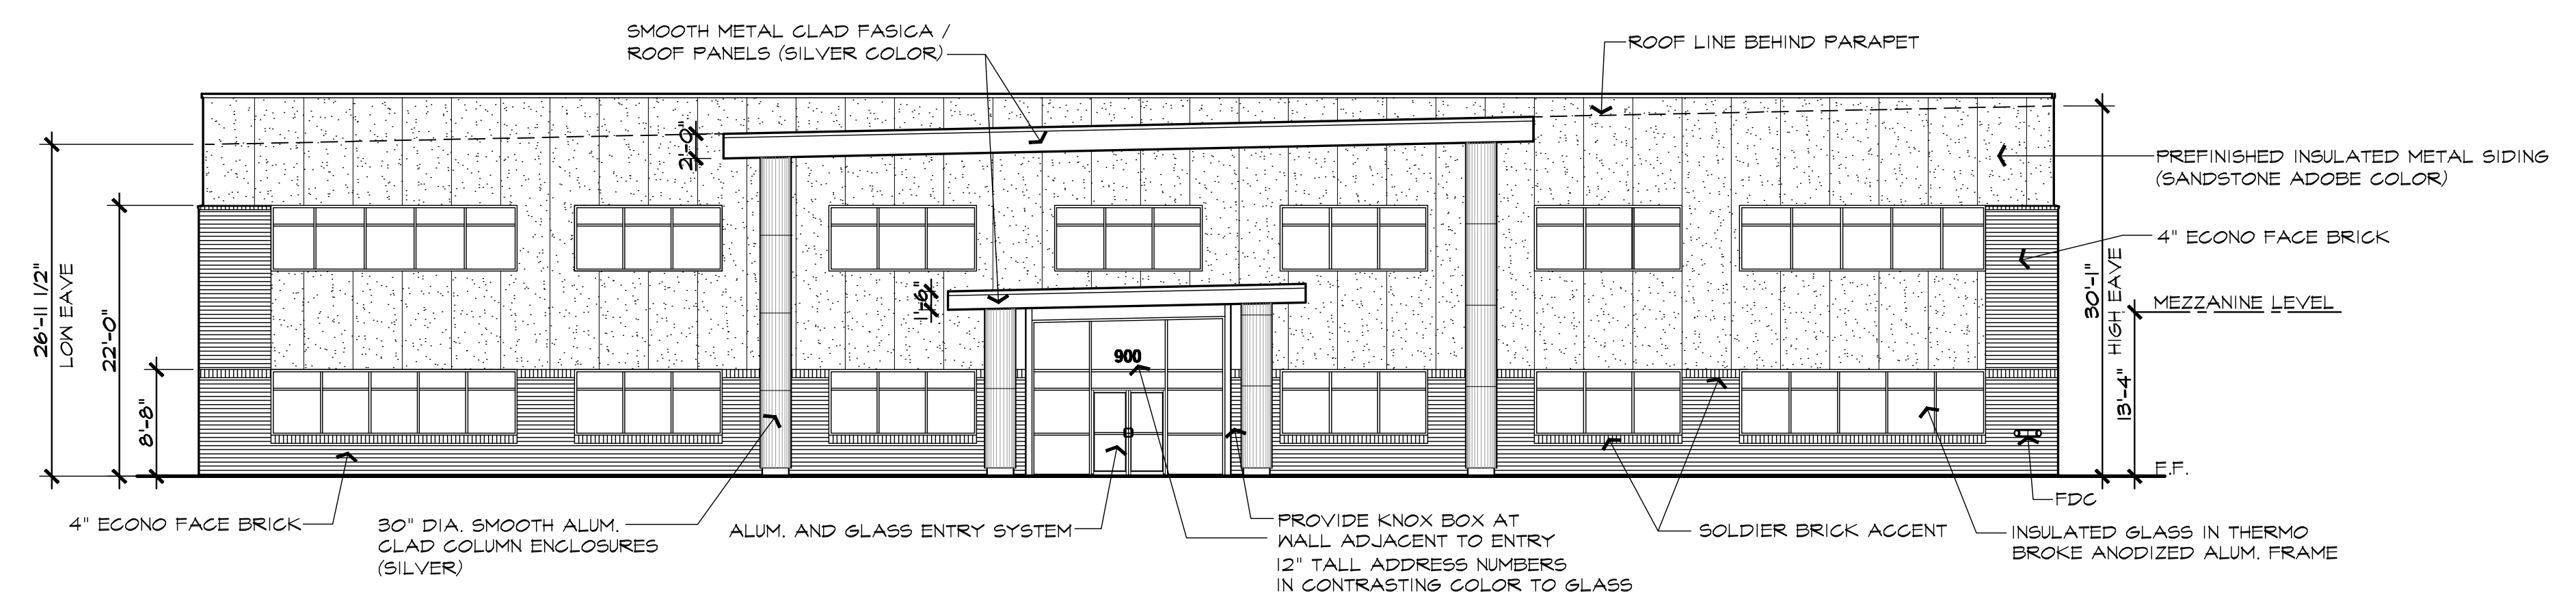 SMOOTH METAL CLAD FASICA /
ROOF PANELS (SILVER COLOR)
ROOF LINE BEHIND PARAPET
2'-0"
PREFINISHED INSULATED METAL SIDING
(SANDSTONE ADOBE COLOR)
4" ECONO FACE BRICK
26'-11 1/2"
LOW EAVE
22'-0"
8'-8"
1'-6"
900
30'-1"
HIGH EAVE
MEZZANINE LEVEL
13'-4"
F.F.
FDC
4" ECONO FACE BRICK
30" DIA. SMOOTH ALUM.
CLAD COLUMN ENCLOSURES
(SILVER)
ALUM. AND GLASS ENTRY SYSTEM
PROVIDE KNOX BOX AT
WALL ADJACENT TO ENTRY
12" TALL ADDRESS NUMBERS
IN CONTRASTING COLOR TO GLASS
SOLDIER BRICK ACCENT
INSULATED GLASS IN THERMO
BROKE ANODIZED ALUM. FRAME